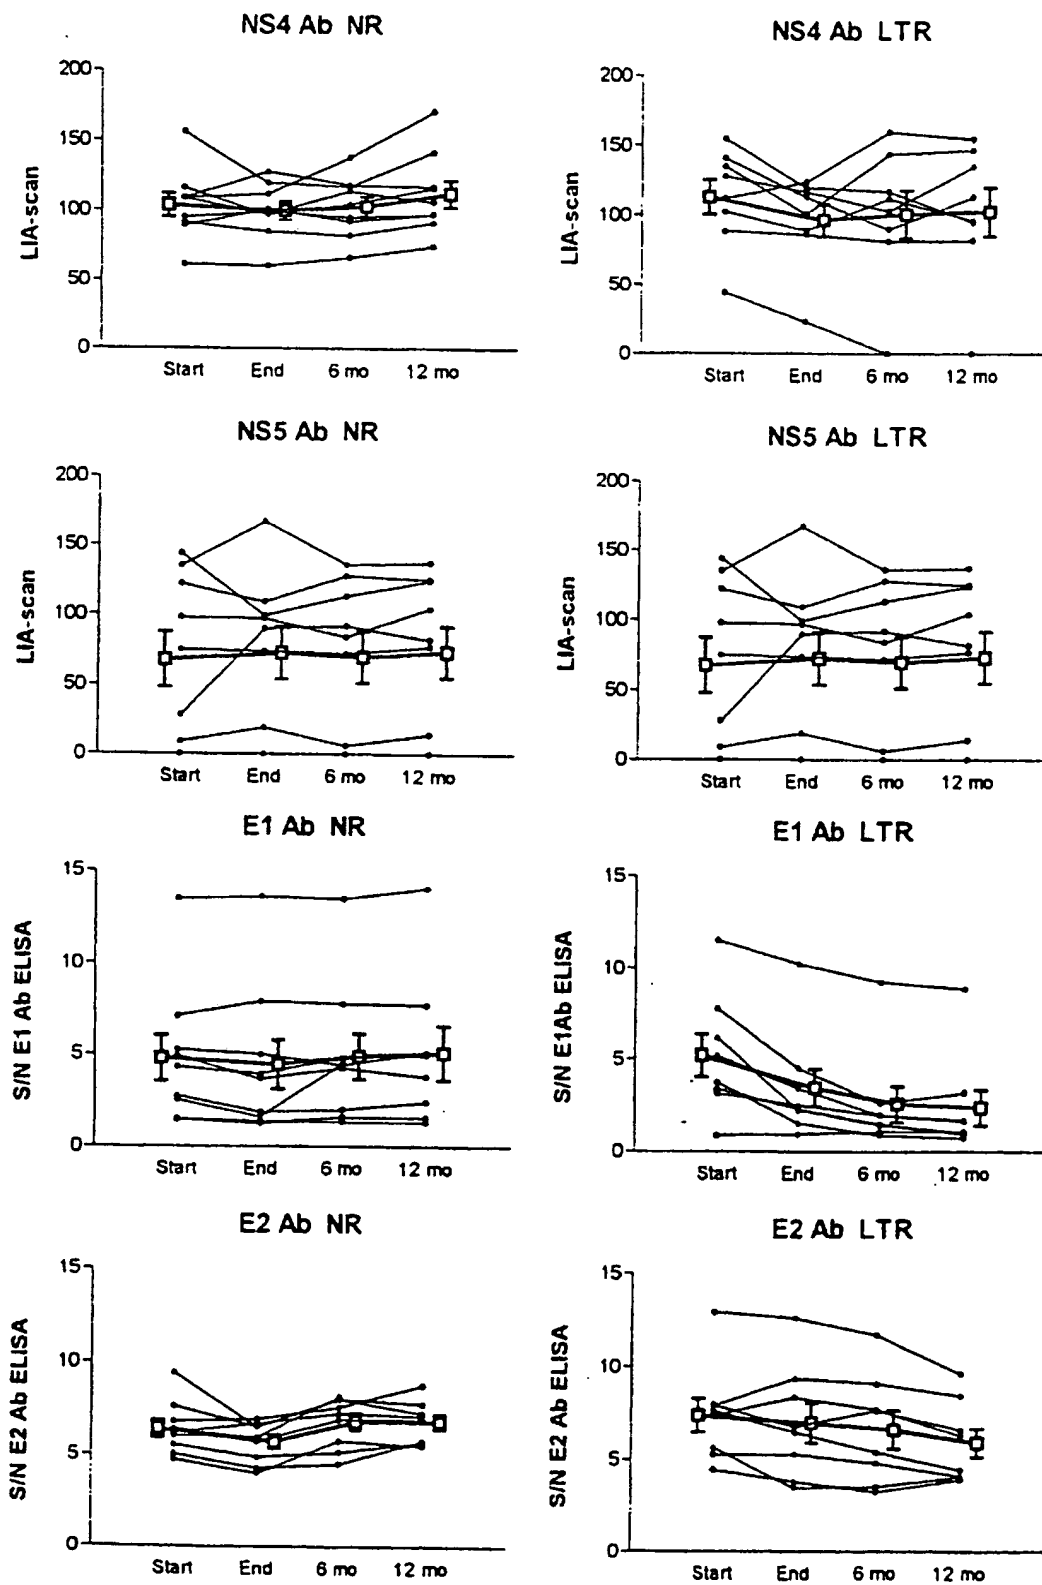 NS4 Ab NR
LIA-scan
200
150
100
50
0
Start End 6 mo 12 mo
NS4 Ab LTR
LIA-scan
200
150
100
50
0
Start End 6 mo 12 mo
NS5 Ab NR
LIA-scan
200
150
100
50
0
Start End 6 mo 12 mo
NS5 Ab LTR
LIA-scan
200
150
100
50
0
Start End 6 mo 12 mo
E1 Ab NR
S/N E1 Ab ELISA
15
10
5
0
Start End 6 mo 12 mo
E1 Ab LTR
S/N E1Ab ELISA
15
10
5
0
Start End 6 mo 12 mo
E2 Ab NR
S/N E2 Ab ELISA
15
10
5
0
Start End 6 mo 12 mo
E2 Ab LTR
S/N E2 Ab ELISA
15
10
5
0
Start End 6 mo 12 mo